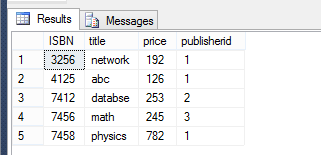 Results Messages
ISBN title price publisherid
1 3256 network 192 1
2 4125 abc 126 1
3 7412 databse 253 2
4 7456 math 245 3
5 7458 physics 782 1